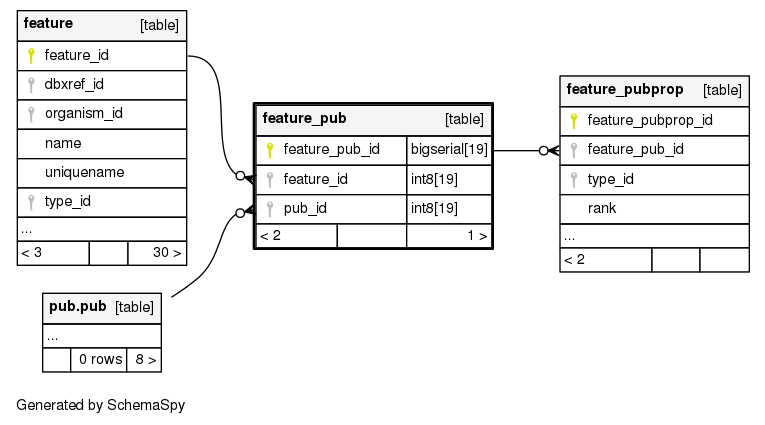 feature [table]
feature_id
dbxref_id
organism_id
name
uniquename
type_id
...
< 3 30 >
feature_pub [table]
feature_pub_id bigserial[19]
feature_id int8[19]
pub_id int8[19]
< 2 1 >
feature_pubprop [table]
feature_pubprop_id
feature_pub_id
type_id
rank
...
< 2
pub.pub [table]
...
0 rows 8 >
Generated by SchemaSpy